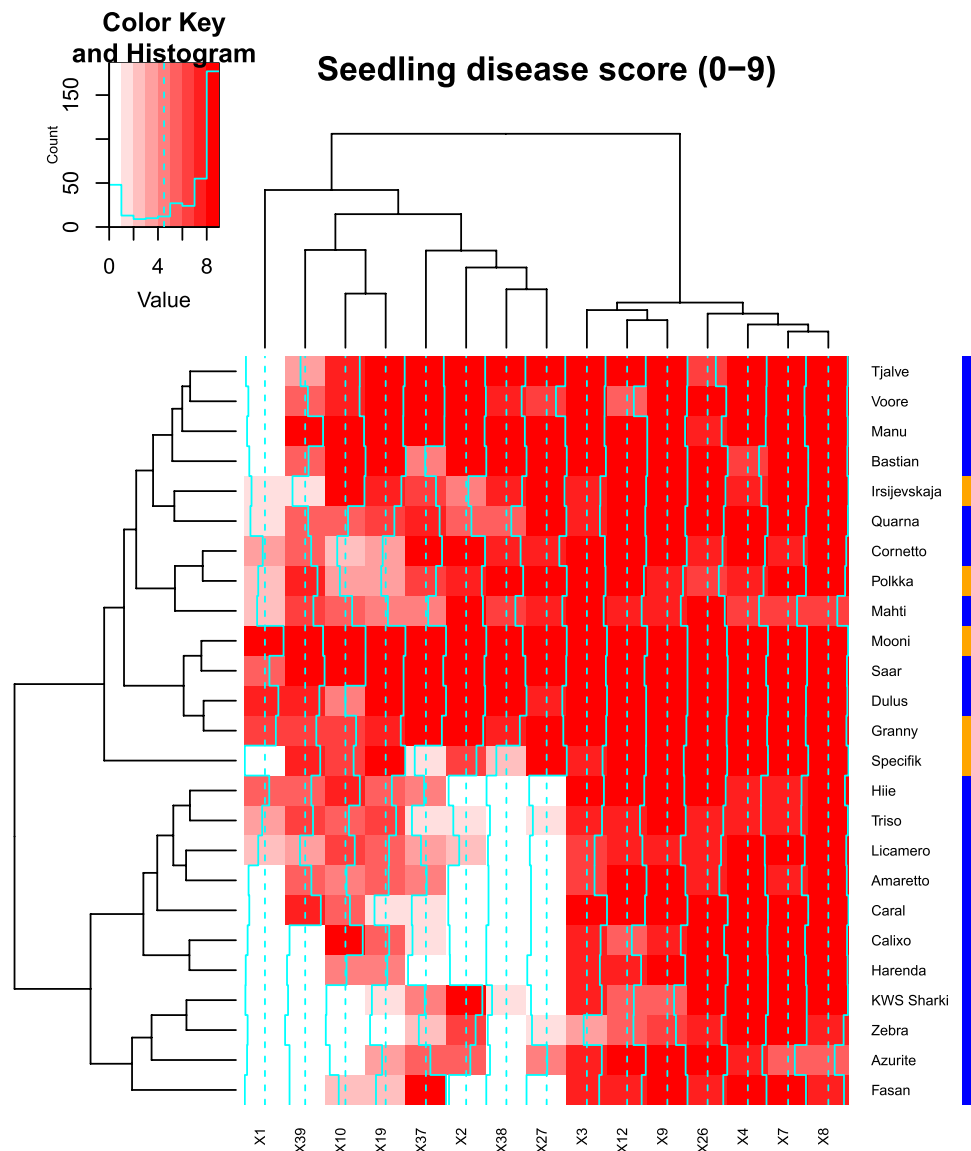 Color Key
and Histogram
Seedling disease score (0−9)
Count
0
50
150
0 4 8
Value
Tjalve
Voore
Manu
Bastian
Irsijevskaja
Quarna
Cornetto
Polkka
Mahti
Mooni
Saar
Dulus
Granny
Specifik
Hiie
Triso
Licamero
Amaretto
Caral
Calixo
Harenda
KWS Sharki
Zebra
Azurite
Fasan
X1 X39 X10 X19 X37 X2 X38 X27 X3 X12 X9 X26 X4 X7 X8